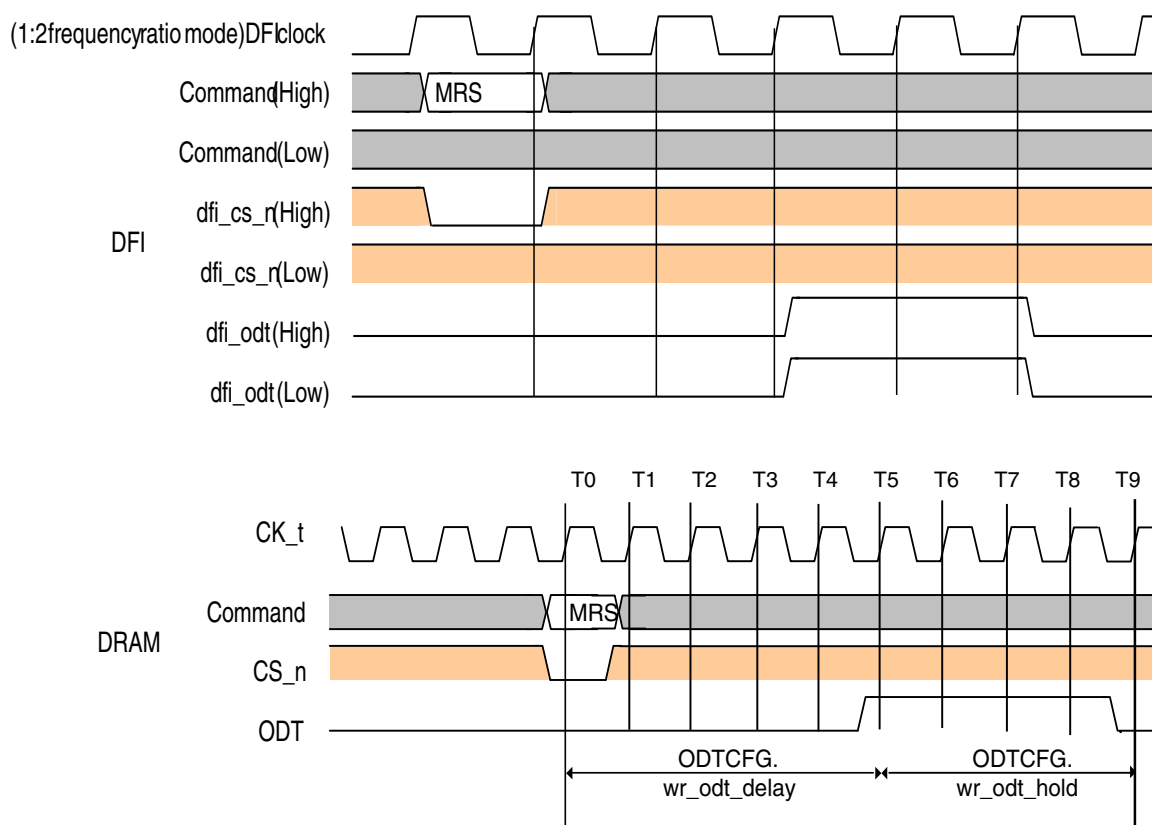 (1:2frequencyratio mode)DFIclock
Command(High)
MRS
Command(Low)
dfi_cs_n(High)
DFI
dfi_cs_n(Low)
dfi_odt(High)
dfi_odt(Low)
T0 T1 T2 T3 T4 T5 T6 T7 T8 T9
CK_t
Command
MRS
DRAM
CS_n
ODT
ODTCFG. ODTCFG.
wr_odt_delay wr_odt_hold